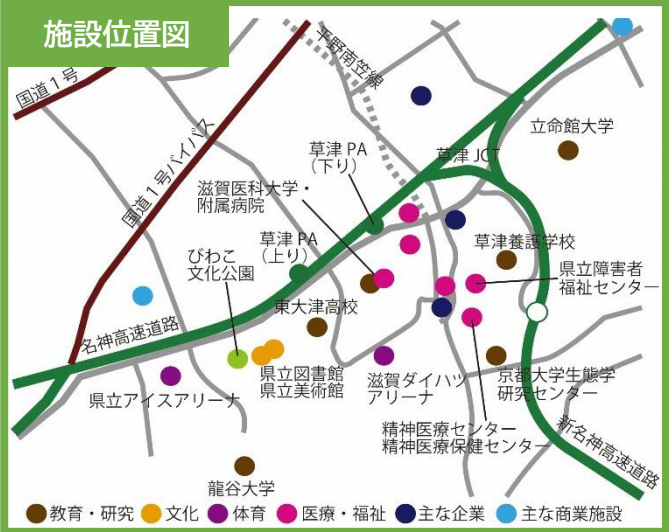 施設位置図
国道1号
国道1号バイパス
平野南笠線
立命館大学
草津PA
（下り）
草津JCT
滋賀医科大学・
附属病院
草津PA
（上り）
草津養護学校
びわこ
文化公園
県立障害者
福祉センター
東大津高校
名神高速道路
県立図書館
県立美術館
滋賀ダイハツ
アリーナ
京都大学生態学
研究センター
県立アイスアリーナ
精神医療センター
精神医療保健センター
新名神高速道路
龍谷大学
教育・研究 文化 体育 医療・福祉 主な企業 主な商業施設